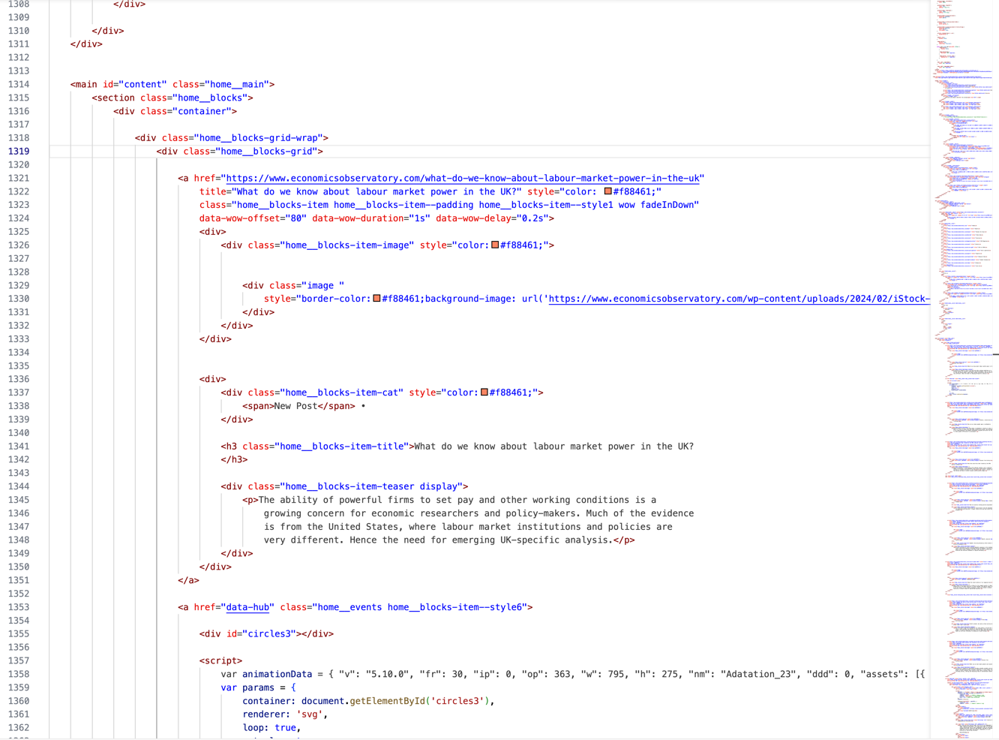 1308 </div>
1309
1310 </div>
1311 </div>
1312
1313
1314 <main id="content" class="home__main">
1315 <section class="home__blocks">
1316 <div class="container">
1317
1318 <div class="home__blocks-grid-wrap">
1319 <div class="home__blocks-grid">
1320
1321 <a href="https://www.economicsobservatory.com/what-do-we-know-about-labour-market-power-in-the-uk"
1322 title="What do we know about labour market power in the UK?" style="color: #f88461;"
1323 class="home__blocks-item home__blocks-item--padding home__blocks-item--style1 wow fadeInDown"
1324 data-wow-offset="80" data-wow-duration="1s" data-wow-delay="0.2s">
1325 <div>
1326 <div class="home__blocks-item-image" style="color:#f88461;">
1327
1328
1329 <div class="image "
1330 style="border-color:#f88461;background-image: url('https://www.economicsobservatory.com/wp-content/uploads/2024/02/iStock-
1331 </div>
1332 </div>
1333 </div>
1334
1335
1336 <div>
1337 <div class="home__blocks-item-cat" style="color:#f88461;">
1338 <span>New Post</span> •
1339 </div>
1340
1341 <h3 class="home__blocks-item-title">What do we know about labour market power in the UK?
1342 </h3>
1343
1344 <div class="home__blocks-item-teaser display">
1345 <p>The ability of powerful firms to set pay and other working conditions is a
1346 growing concern for economic researchers and policy-makers. Much of the evidence
1347 is from the United States, where labour market institutions and policies are
1348 very different. Hence the need for emerging UK-specific analysis.</p>
1349 </div>
1350 </div>
1351 </a>
1352
1353 <a href="data-hub" class="home__events home__blocks-item--style6">
1354
1355 <div id="circles3"></div>
1356
1357 <script>
1358 var animationData = { "v": "5.10.0", "fr": 30, "ip": 0, "op": 363, "w": 795, "h": 275, "nm": "Adatation_23", "ddd": 0, "assets": [{
1359 var params = {
1360 container: document.getElementById('circles3'),
1361 renderer: 'svg',
1362 loop: true,